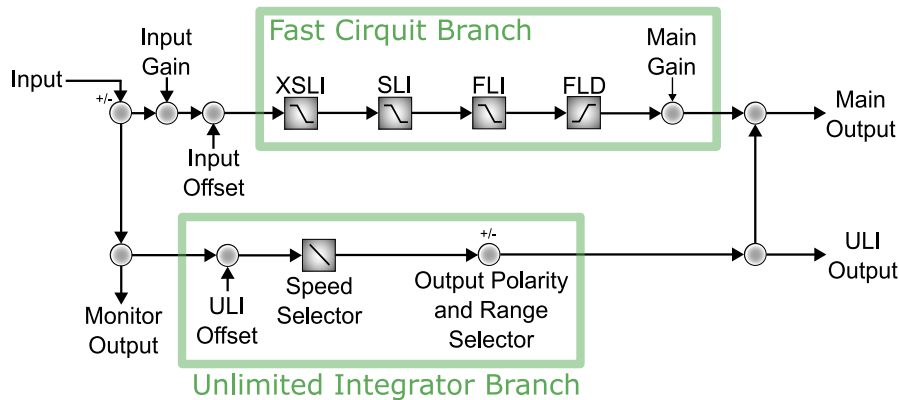 Fast Cirquit Branch
Input
Gain
Main
Gain
Input
+/-
XSLI
SLI
FLI
FLD
Main
Output
Input
Offset
+/-
ULI
Output
ULI
Offset
Speed
Selector
Output Polarity
and Range
Selector
Monitor
Output
Unlimited Integrator Branch